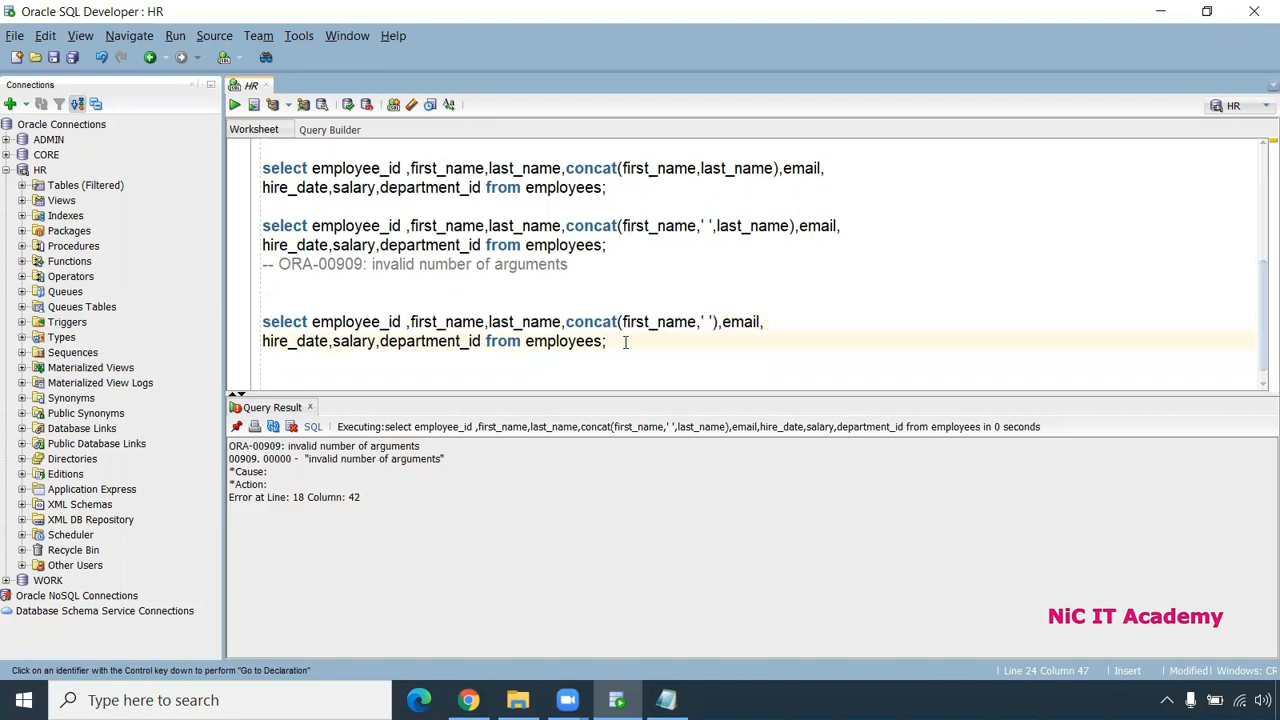 Oracle SQL Developer : HR
File Edit View Navigate Run Source Team Tools Window Help
Connections
HR
HR
Worksheet Query Builder
Oracle Connections
ADMIN
CORE
HR
Tables (Filtered)
Views
Indexes
Packages
Procedures
Functions
Operators
Queues
Queues Tables
Triggers
Types
Sequences
Materialized Views
Materialized View Logs
Synonyms
Public Synonyms
Database Links
Public Database Links
Directories
Editions
Application Express
XML Schemas
XML DB Repository
Scheduler
Recycle Bin
Other Users
WORK
Oracle NoSQL Connections
Database Schema Service Connections
select employee_id ,first_name,last_name,concat(first_name,last_name),email,
hire_date,salary,department_id from employees;
select employee_id ,first_name,last_name,concat(first_name,' ',last_name),email,
hire_date,salary,department_id from employees;
-- ORA-00909: invalid number of arguments
select employee_id ,first_name,last_name,concat(first_name,' '),email,
hire_date,salary,department_id from employees;
Query Result
SQL Executing:select employee_id ,first_name,last_name,concat(first_name,' ',last_name),email,hire_date,salary,department_id from employees in 0 seconds
ORA-00909: invalid number of arguments
00909. 00000 - "invalid number of arguments"
*Cause:
*Action:
Error at Line: 18 Column: 42
NiC IT Academy
Click on an identifier with the Control key down to perform "Go to Declaration"
Line 24 Column 47 Insert Modified Windows: CR
Type here to search